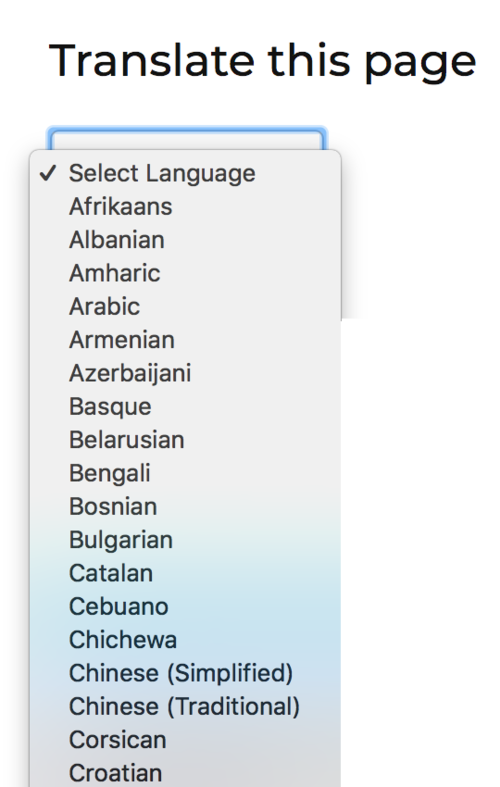 Translate this page
✓ Select Language
Afrikaans
Albanian
Amharic
Arabic
Armenian
Azerbaijani
Basque
Belarusian
Bengali
Bosnian
Bulgarian
Catalan
Cebuano
Chichewa
Chinese (Simplified)
Chinese (Traditional)
Corsican
Croatian